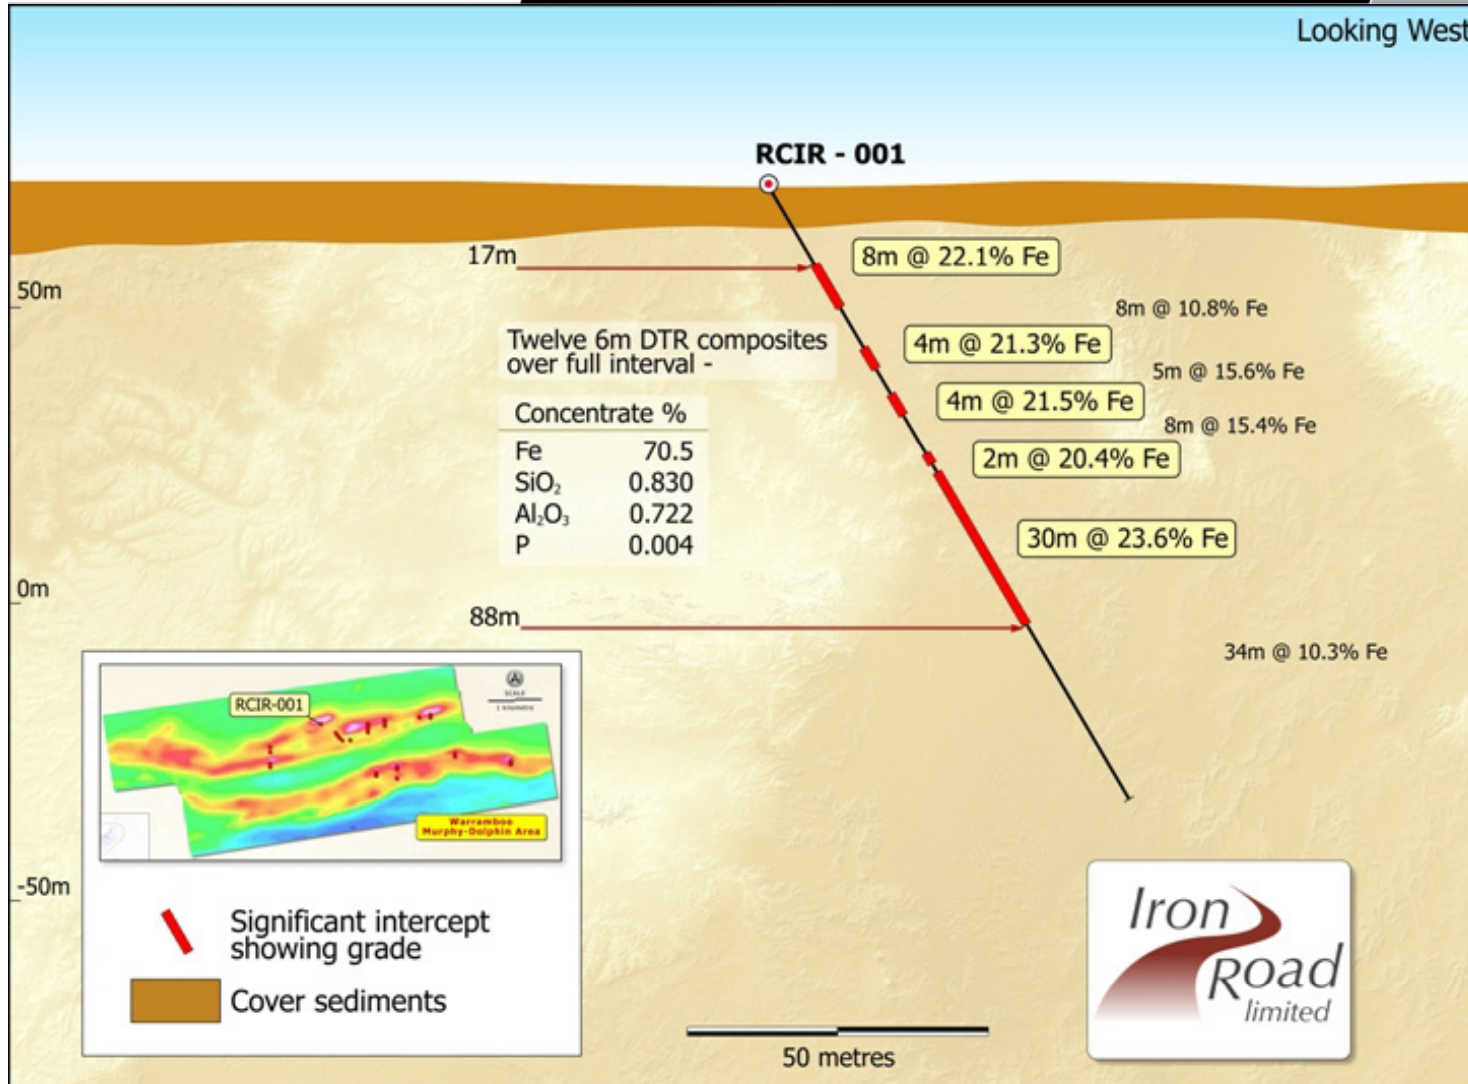 Looking West
RCIR - 001
17m
8m @ 22.1% Fe
50m
8m @ 10.8% Fe
Twelve 6m DTR composites
over full interval -
4m @ 21.3% Fe
5m @ 15.6% Fe
Concentrate %
Fe 70.5
SiO₂ 0.830
Al₂O₃ 0.722
P 0.004
4m @ 21.5% Fe
8m @ 15.4% Fe
2m @ 20.4% Fe
30m @ 23.6% Fe
0m
88m
34m @ 10.3% Fe
RCIR-001
SCALE
1 Kilometre
Warramboo
Murphy-Dolphin Area
-50m
Significant intercept
showing grade
Cover sediments
50 metres
Iron
Road
limited